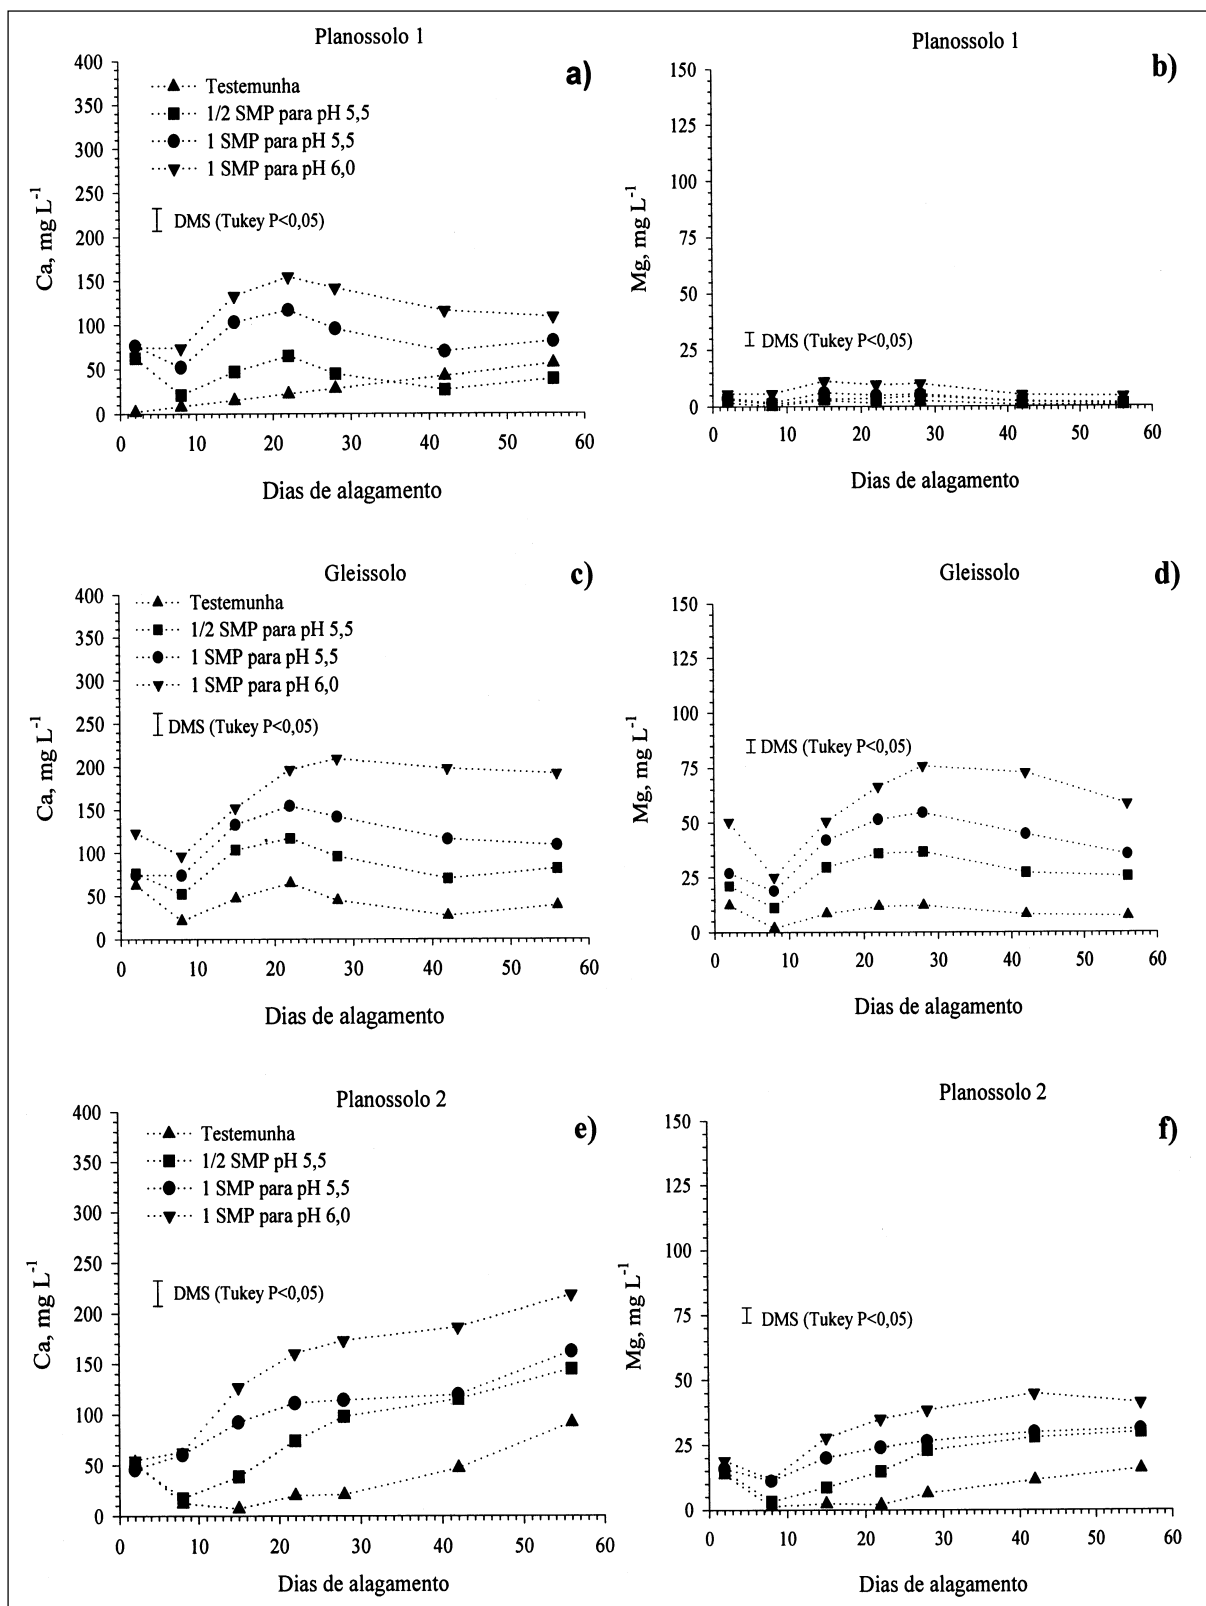 Planossolo 1
a)
400
350
300
250
200
150
100
50
0
Ca, mg L⁻¹
Testemunha
1/2 SMP para pH 5,5
1 SMP para pH 5,5
1 SMP para pH 6,0
DMS (Tukey P<0,05)
0 10 20 30 40 50 60
Dias de alagamento
Planossolo 1
b)
150
125
100
75
50
25
0
Mg, mg L⁻¹
DMS (Tukey P<0,05)
0 10 20 30 40 50 60
Dias de alagamento
Gleissolo
c)
400
350
300
250
200
150
100
50
0
Ca, mg L⁻¹
Testemunha
1/2 SMP para pH 5,5
1 SMP para pH 5,5
1 SMP para pH 6,0
DMS (Tukey P<0,05)
0 10 20 30 40 50 60
Dias de alagamento
Gleissolo
d)
150
125
100
75
50
25
0
Mg, mg L⁻¹
DMS (Tukey P<0,05)
0 10 20 30 40 50 60
Dias de alagamento
Planossolo 2
e)
400
350
300
250
200
150
100
50
0
Ca, mg L⁻¹
Testemunha
1/2 SMP pH 5,5
1 SMP para pH 5,5
1 SMP para pH 6,0
DMS (Tukey P<0,05)
0 10 20 30 40 50 60
Dias de alagamento
Planossolo 2
f)
150
125
100
75
50
25
0
Mg, mg L⁻¹
DMS (Tukey P<0,05)
0 10 20 30 40 50 60
Dias de alagamento